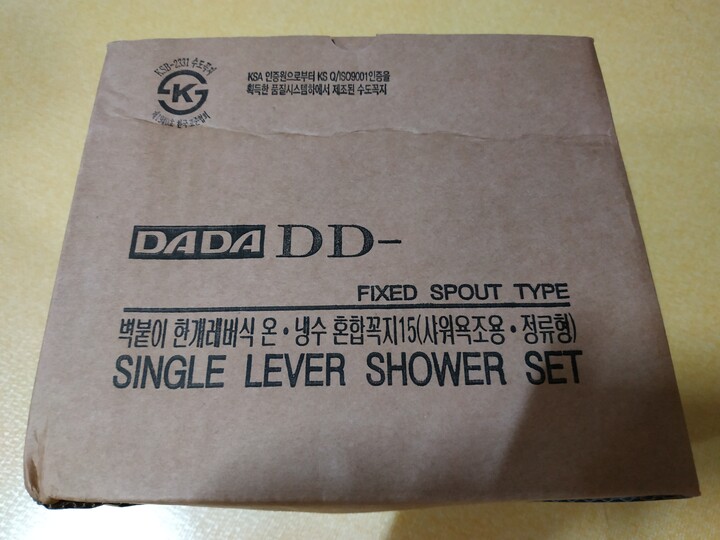 KSB-2331 수도꼭지
K
KSA 인증원으로부터 KS Q/ISO9001인증을
획득한 품질시스템하에서 제조된 수도꼭지
DADA DD-
FIXED SPOUT TYPE
벽붙이 한개레버식 온·냉수 혼합꼭지15(샤워욕조용·정류형)
SINGLE LEVER SHOWER SET